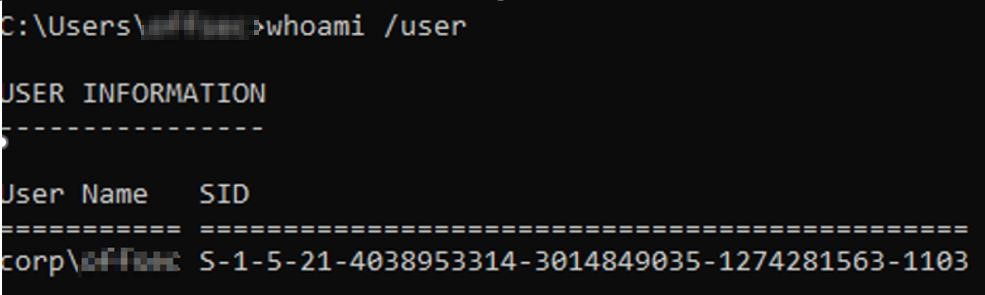 C:\Users\ >whoami /user
USER INFORMATION
----------------
User Name SID
=========== ==============================================
corp\ S-1-5-21-4038953314-3014849035-1274281563-1103